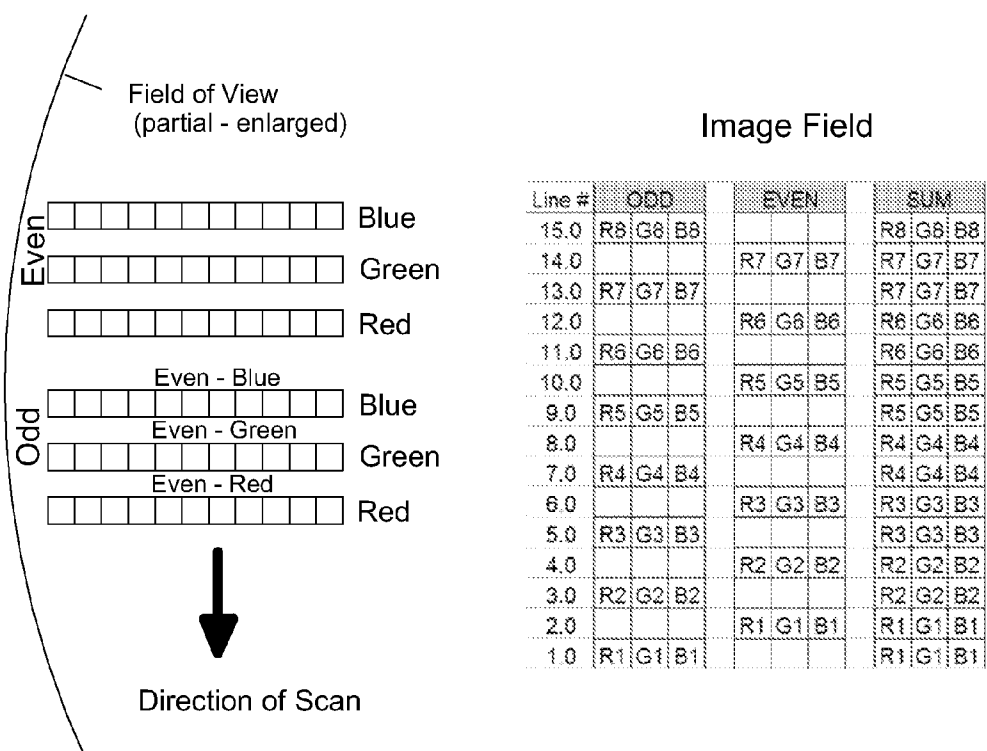 Field of View
(partial - enlarged)
Even
Blue
Green
Red
Odd
Even - Blue
Blue
Even - Green
Green
Even - Red
Red
Direction of Scan
Image Field
Line # ODD EVEN SUM
15.0 R8 G8 B8 R8 G8 B8
14.0 R7 G7 B7 R7 G7 B7
13.0 R7 G7 B7 R7 G7 B7
12.0 R6 G6 B6 R6 G6 B6
11.0 R6 G6 B6 R6 G6 B6
10.0 R5 G5 B5 R5 G5 B5
9.0 R5 G5 B5 R5 G5 B5
8.0 R4 G4 B4 R4 G4 B4
7.0 R4 G4 B4 R4 G4 B4
6.0 R3 G3 B3 R3 G3 B3
5.0 R3 G3 B3 R3 G3 B3
4.0 R2 G2 B2 R2 G2 B2
3.0 R2 G2 B2 R2 G2 B2
2.0 R1 G1 B1 R1 G1 B1
1.0 R1 G1 B1 R1 G1 B1